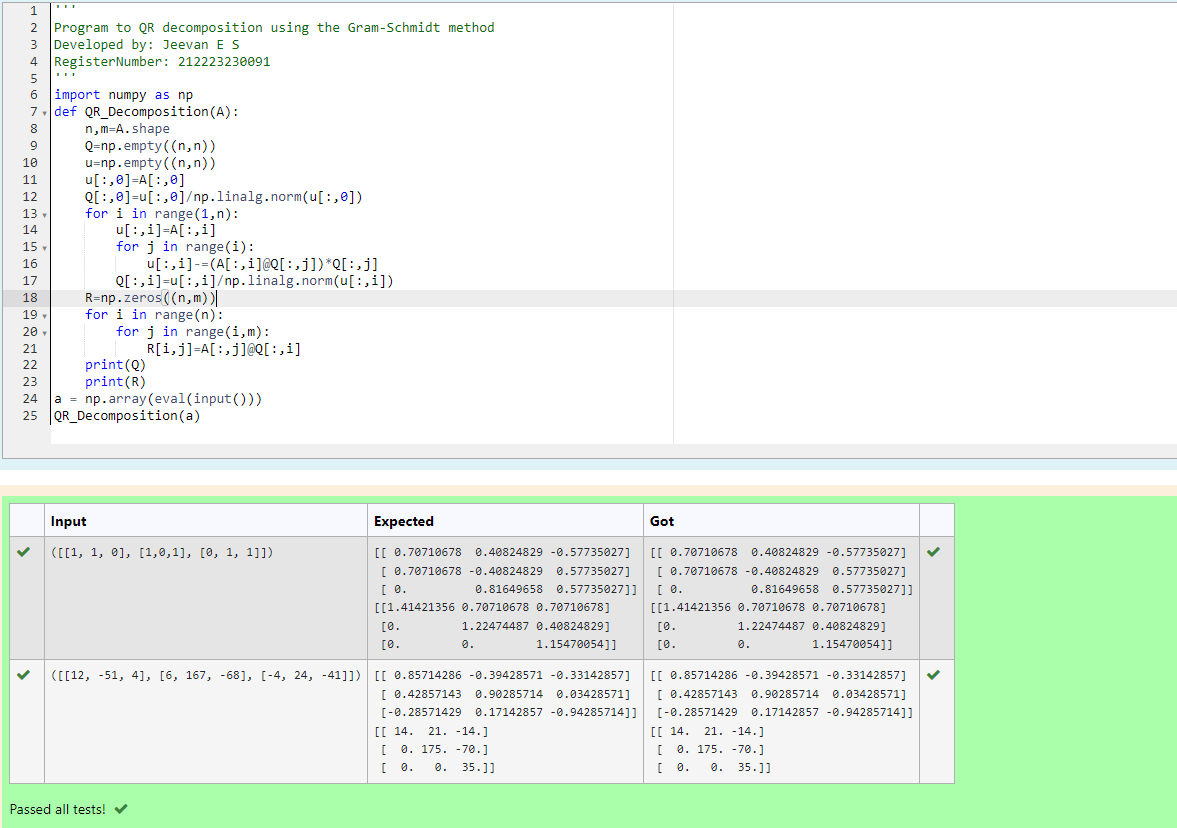 1 '''
2 Program to QR decomposition using the Gram-Schmidt method
3 Developed by: Jeevan E S
4 RegisterNumber: 212223230091
5 '''
6 import numpy as np
7 def QR_Decomposition(A):
8     n,m=A.shape
9     Q=np.empty((n,n))
10     u=np.empty((n,n))
11     u[:,0]=A[:,0]
12     Q[:,0]=u[:,0]/np.linalg.norm(u[:,0])
13     for i in range(1,n):
14         u[:,i]=A[:,i]
15         for j in range(i):
16             u[:,i]-=(A[:,i]@Q[:,j])*Q[:,j]
17         Q[:,i]=u[:,i]/np.linalg.norm(u[:,i])
18     R=np.zeros((n,m))
19     for i in range(n):
20         for j in range(i,m):
21             R[i,j]=A[:,j]@Q[:,i]
22     print(Q)
23     print(R)
24 a = np.array(eval(input()))
25 QR_Decomposition(a)
Input Expected Got
([[1, 1, 0], [1,0,1], [0, 1, 1]])
[[ 0.70710678  0.40824829 -0.57735027]
 [ 0.70710678 -0.40824829  0.57735027]
 [ 0.          0.81649658  0.57735027]]
[[1.41421356 0.70710678 0.70710678]
 [0.         1.22474487 0.40824829]
 [0.         0.         1.15470054]]
[[ 0.70710678  0.40824829 -0.57735027]
 [ 0.70710678 -0.40824829  0.57735027]
 [ 0.          0.81649658  0.57735027]]
[[1.41421356 0.70710678 0.70710678]
 [0.         1.22474487 0.40824829]
 [0.         0.         1.15470054]]
([[12, -51, 4], [6, 167, -68], [-4, 24, -41]])
[[ 0.85714286 -0.39428571 -0.33142857]
 [ 0.42857143  0.90285714  0.03428571]
 [-0.28571429  0.17142857 -0.94285714]]
[[ 14.  21. -14.]
 [  0. 175. -70.]
 [  0.   0.  35.]]
[[ 0.85714286 -0.39428571 -0.33142857]
 [ 0.42857143  0.90285714  0.03428571]
 [-0.28571429  0.17142857 -0.94285714]]
[[ 14.  21. -14.]
 [  0. 175. -70.]
 [  0.   0.  35.]]
Passed all tests!